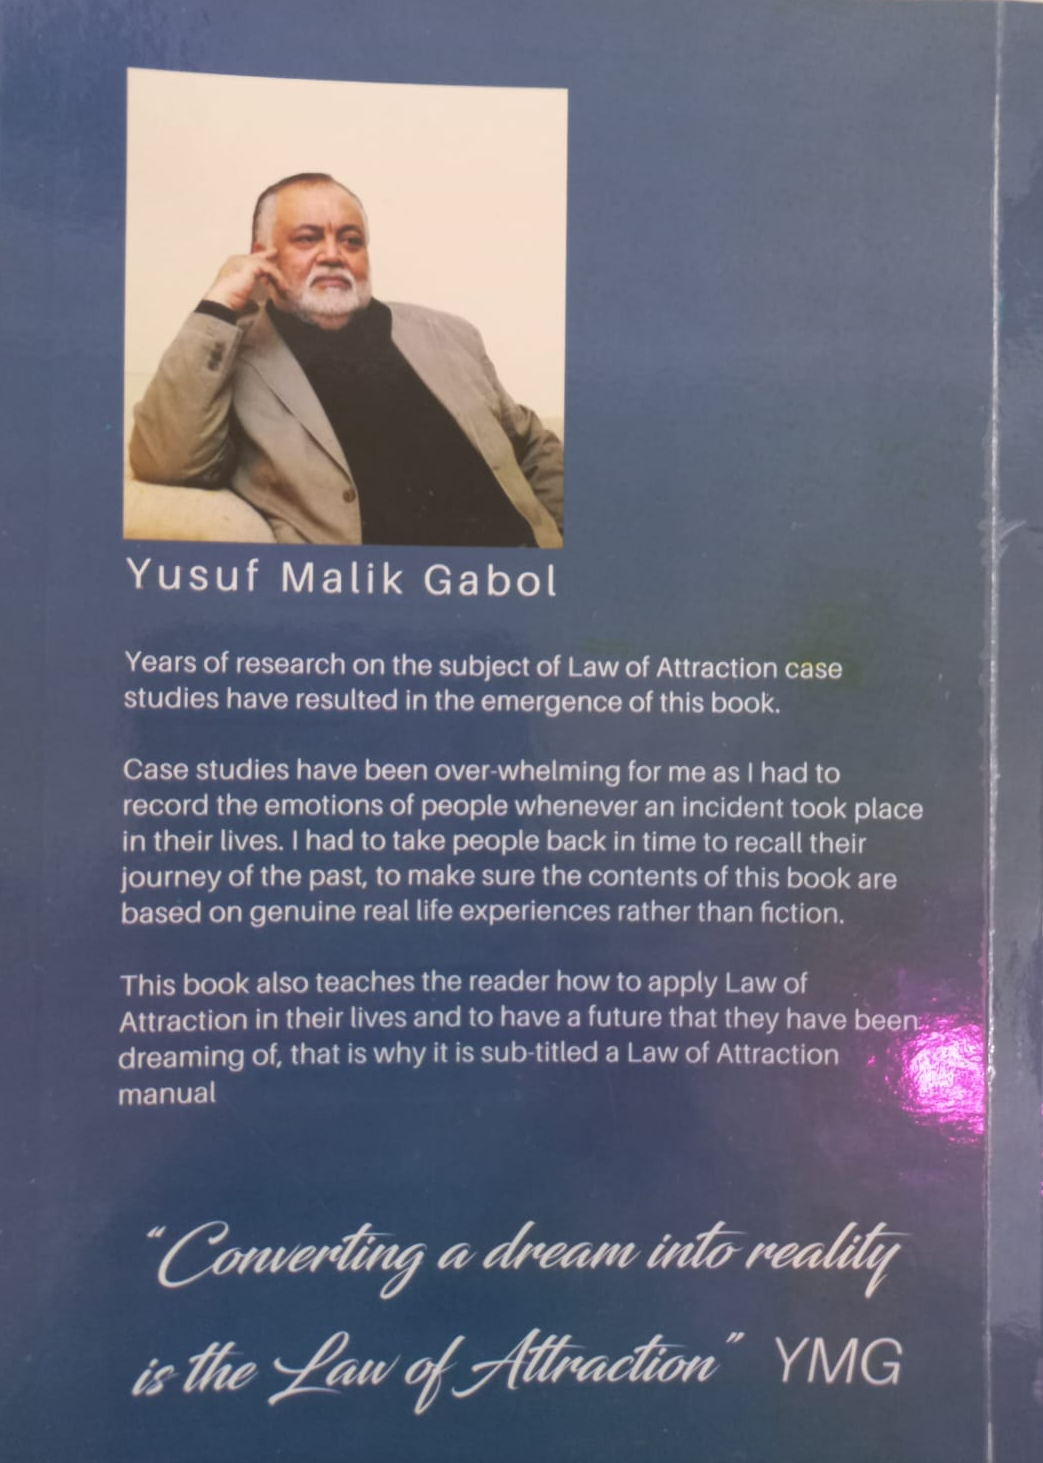 Yusuf Malik Gabol
Years of research on the subject of Law of Attraction case
studies have resulted in the emergence of this book.
Case studies have been over-whelming for me as I had to
record the emotions of people whenever an incident took place
in their lives. I had to take people back in time to recall their
journey of the past, to make sure the contents of this book are
based on genuine real life experiences rather than fiction.
This book also teaches the reader how to apply Law of
Attraction in their lives and to have a future that they have been
dreaming of, that is why it is sub-titled a Law of Attraction
manual
“Converting a dream into reality
is the Law of Attraction” YMG